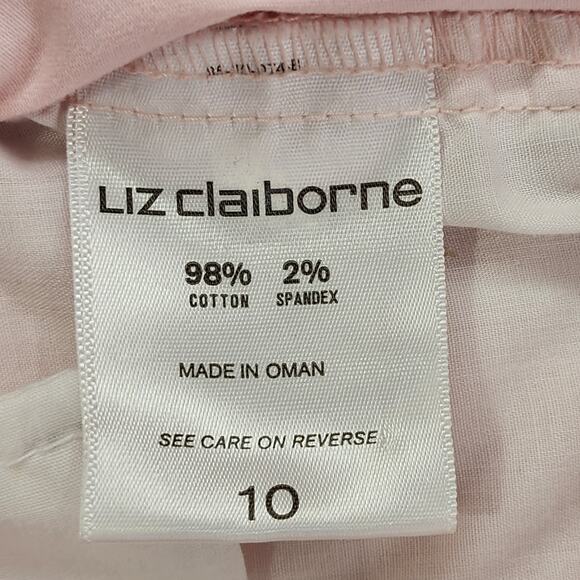 Liz claiborne
98% 2%
COTTON SPANDEX
MADE IN OMAN
SEE CARE ON REVERSE
10